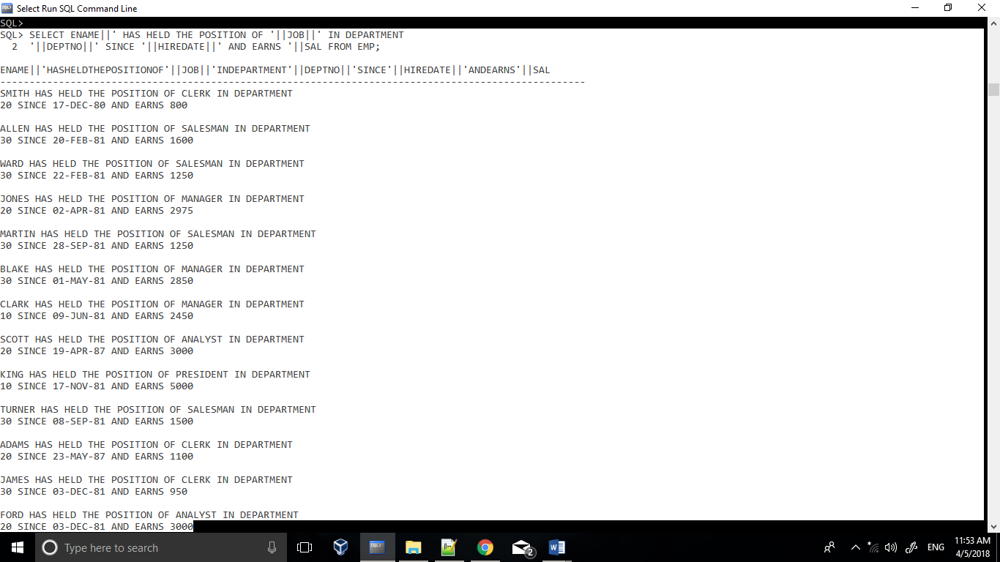 Select Run SQL Command Line
SQL>
SQL> SELECT ENAME||' HAS HELD THE POSITION OF '||JOB||' IN DEPARTMENT
  2  '||DEPTNO||' SINCE '||HIREDATE||' AND EARNS '||SAL FROM EMP;
ENAME||'HASHELDTHEPOSITIONOF'||JOB||'INDEPARTMENT'||DEPTNO||'SINCE'||HIREDATE||'ANDEARNS'||SAL
----------------------------------------------------------------------------------------------------
SMITH HAS HELD THE POSITION OF CLERK IN DEPARTMENT
20 SINCE 17-DEC-80 AND EARNS 800
ALLEN HAS HELD THE POSITION OF SALESMAN IN DEPARTMENT
30 SINCE 20-FEB-81 AND EARNS 1600
WARD HAS HELD THE POSITION OF SALESMAN IN DEPARTMENT
30 SINCE 22-FEB-81 AND EARNS 1250
JONES HAS HELD THE POSITION OF MANAGER IN DEPARTMENT
20 SINCE 02-APR-81 AND EARNS 2975
MARTIN HAS HELD THE POSITION OF SALESMAN IN DEPARTMENT
30 SINCE 28-SEP-81 AND EARNS 1250
BLAKE HAS HELD THE POSITION OF MANAGER IN DEPARTMENT
30 SINCE 01-MAY-81 AND EARNS 2850
CLARK HAS HELD THE POSITION OF MANAGER IN DEPARTMENT
10 SINCE 09-JUN-81 AND EARNS 2450
SCOTT HAS HELD THE POSITION OF ANALYST IN DEPARTMENT
20 SINCE 19-APR-87 AND EARNS 3000
KING HAS HELD THE POSITION OF PRESIDENT IN DEPARTMENT
10 SINCE 17-NOV-81 AND EARNS 5000
TURNER HAS HELD THE POSITION OF SALESMAN IN DEPARTMENT
30 SINCE 08-SEP-81 AND EARNS 1500
ADAMS HAS HELD THE POSITION OF CLERK IN DEPARTMENT
20 SINCE 23-MAY-87 AND EARNS 1100
JAMES HAS HELD THE POSITION OF CLERK IN DEPARTMENT
30 SINCE 03-DEC-81 AND EARNS 950
FORD HAS HELD THE POSITION OF ANALYST IN DEPARTMENT
20 SINCE 03-DEC-81 AND EARNS 3000
Type here to search
2
ENG
11:53 AM
4/5/2018